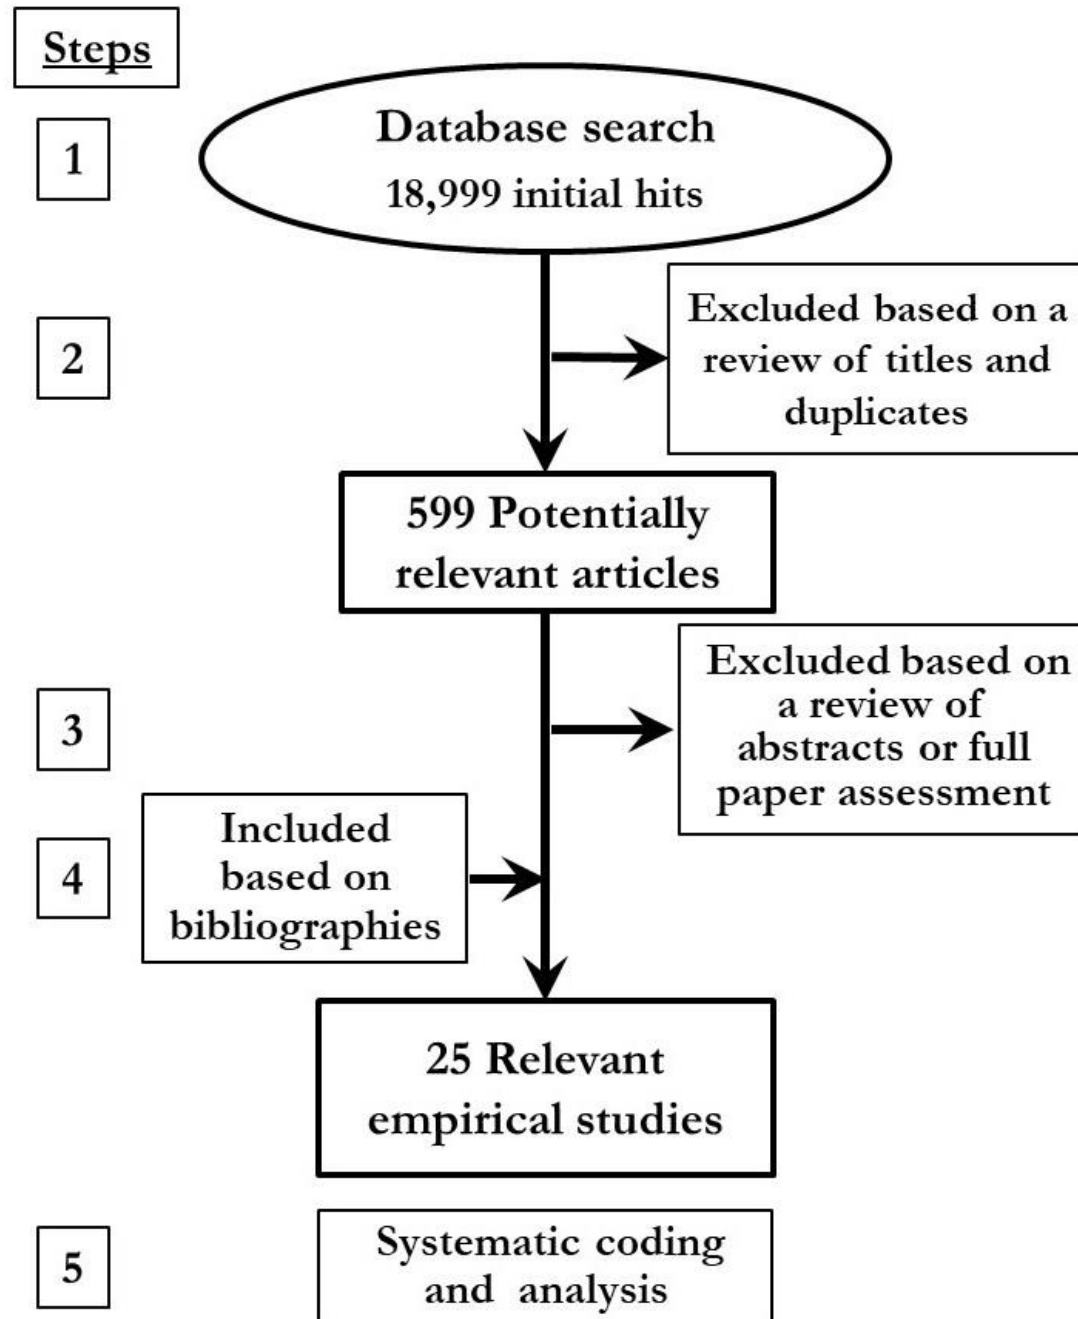 Steps
1
Database search
18,999 initial hits
2
Excluded based on a
review of titles and
duplicates
599 Potentially
relevant articles
3
Excluded based on
a review of
abstracts or full
paper assessment
4
Included
based on
bibliographies
25 Relevant
empirical studies
5
Systematic coding
and analysis